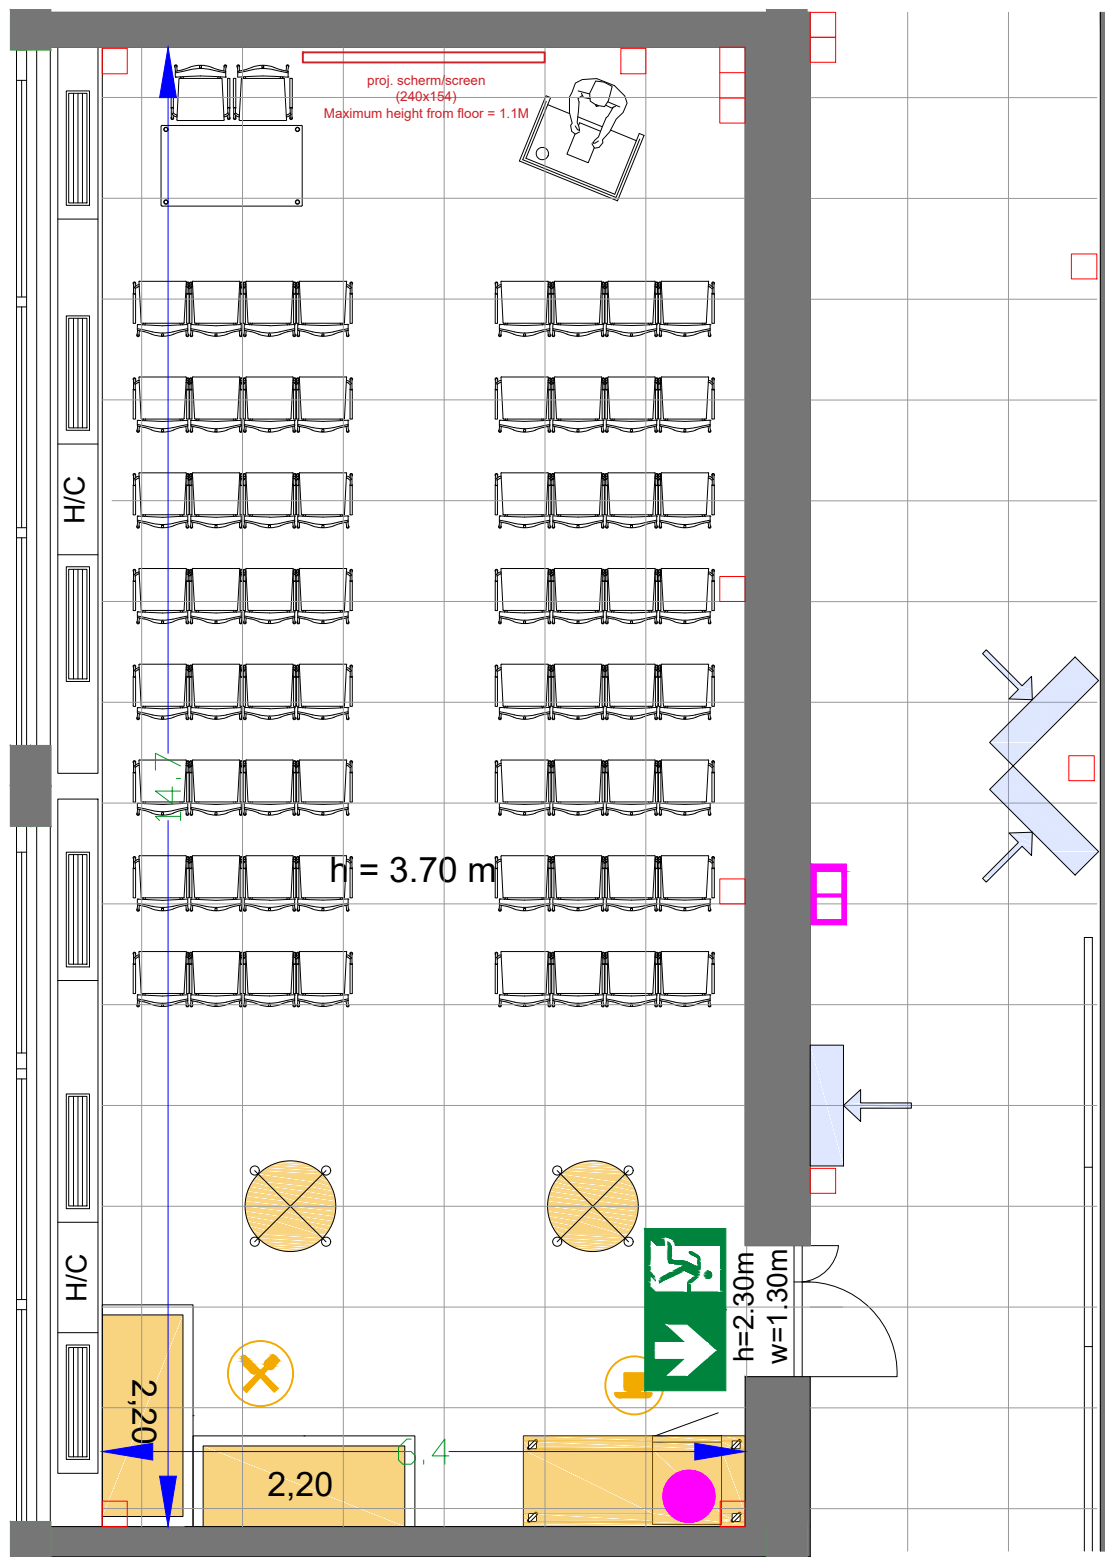 proj. scherm/screen
(240x154)
Maximum height from floor = 1.1M
H/C
14.7
h = 3.70 m
H/C
h=2.30m
w=1.30m
2,20
6,4
2,20